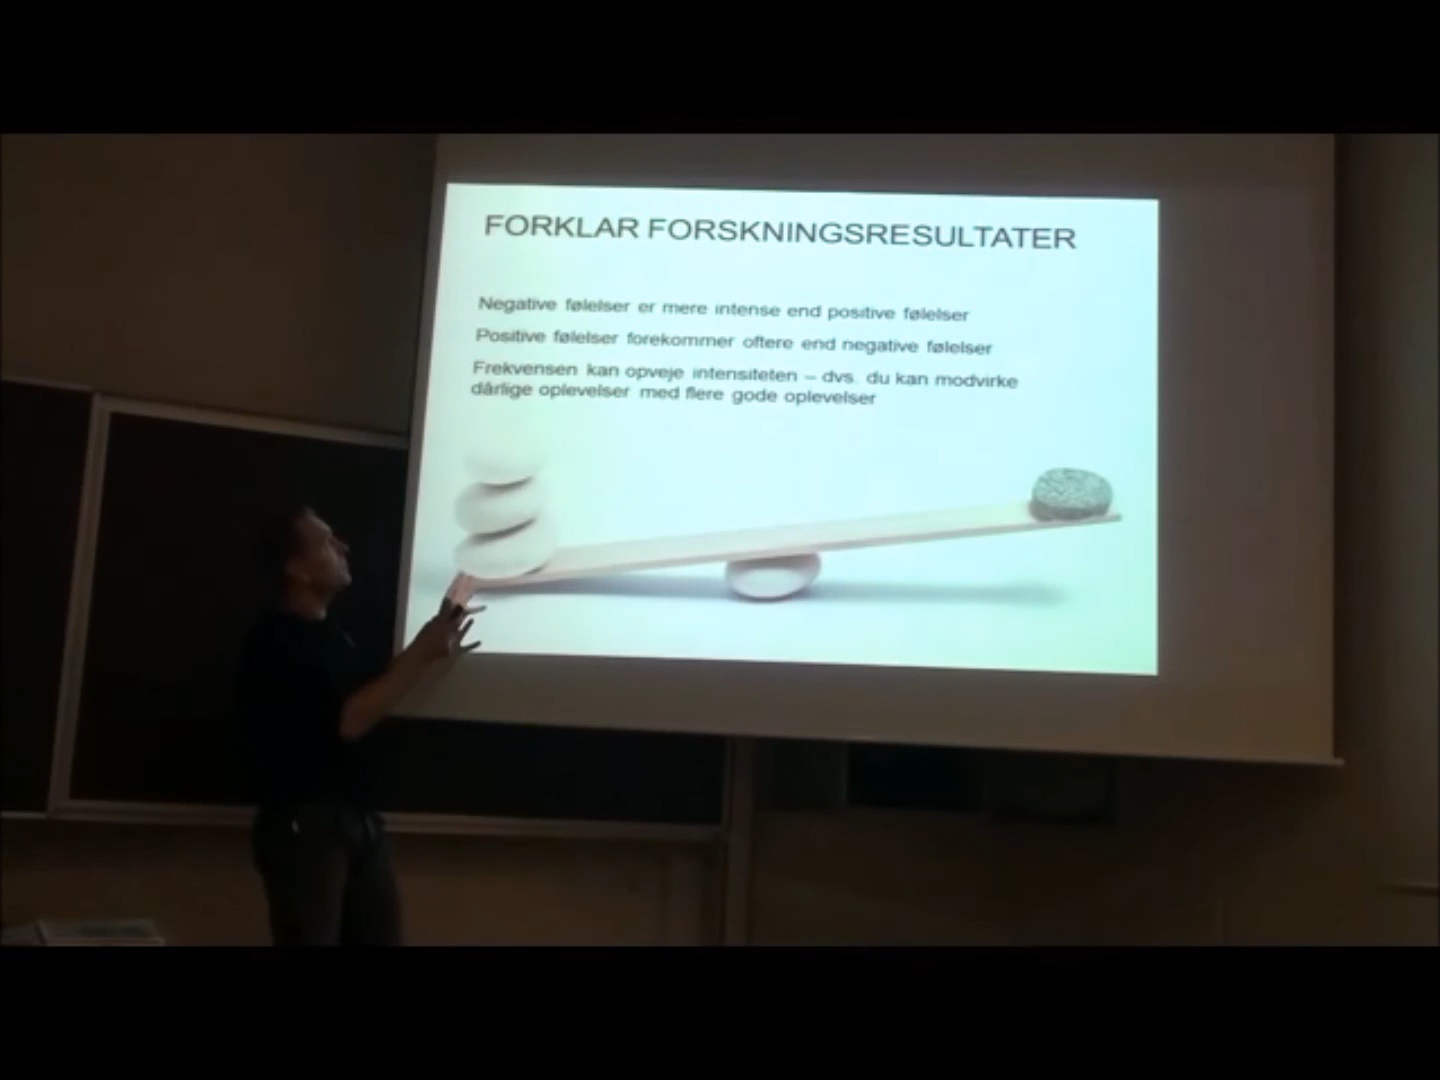 FORKLAR FORSKNINGSRESULTATER
Negative følelser er mere intense end positive følelser
Positive følelser forekommer oftere end negative følelser
Frekvensen kan opveje intensiteten – dvs. du kan modvirke
dårlige oplevelser med flere gode oplevelser